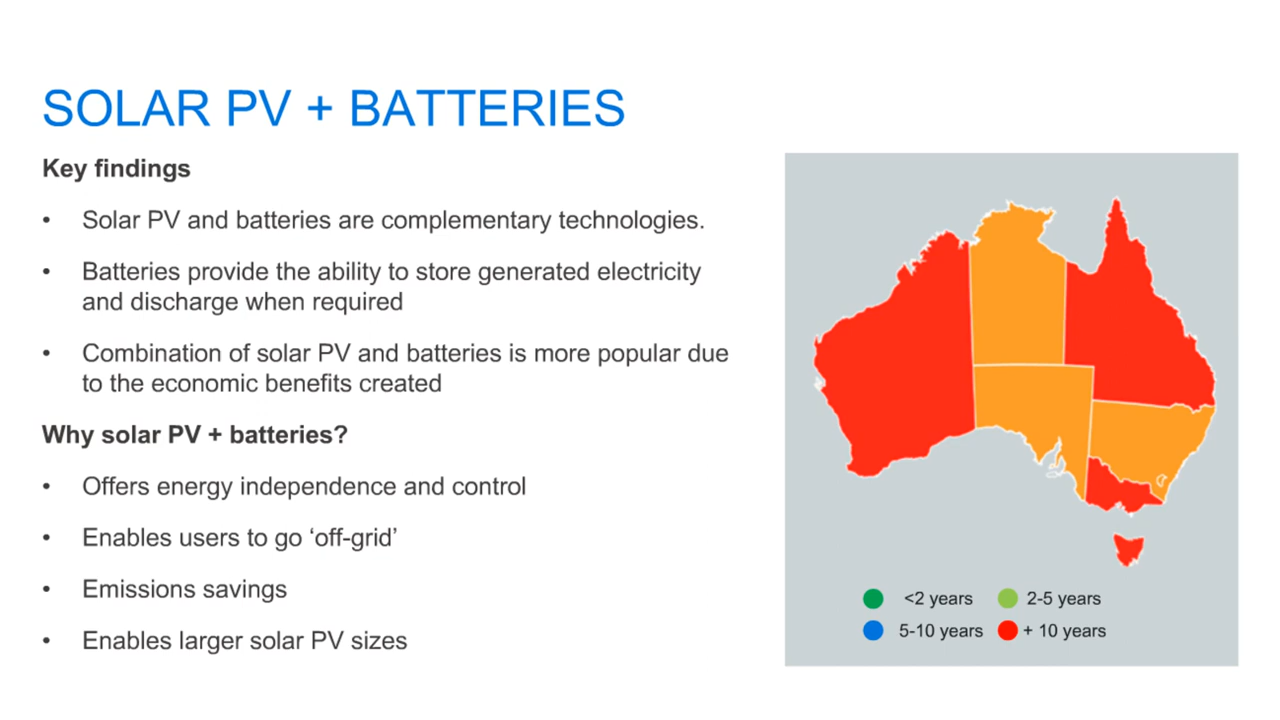 SOLAR PV + BATTERIES
Key findings
• Solar PV and batteries are complementary technologies.
• Batteries provide the ability to store generated electricity
and discharge when required
• Combination of solar PV and batteries is more popular due
to the economic benefits created
Why solar PV + batteries?
• Offers energy independence and control
• Enables users to go ‘off-grid’
• Emissions savings
• Enables larger solar PV sizes
<2 years 2-5 years
5-10 years + 10 years